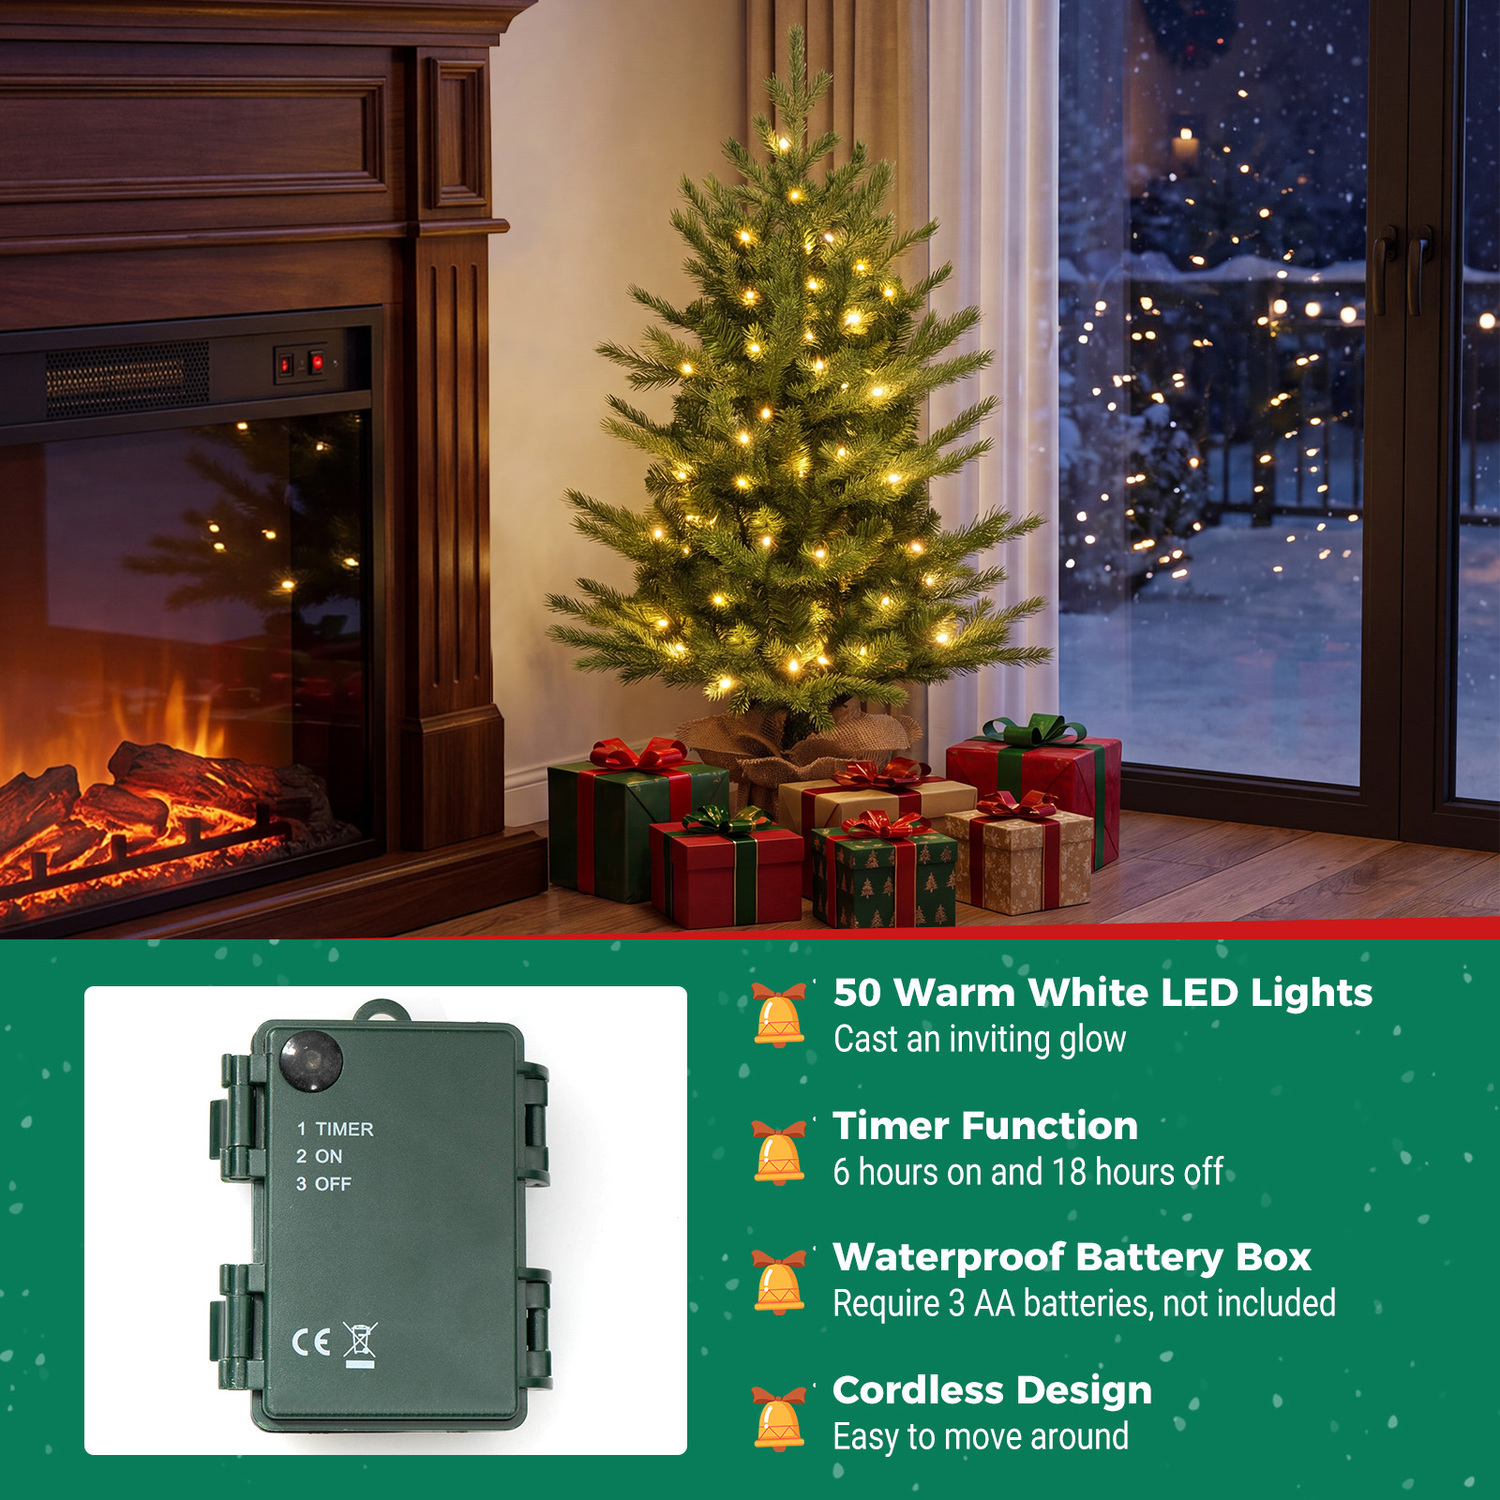 1 TIMER
2 ON
3 OFF
CE
50 Warm White LED Lights
Cast an inviting glow
Timer Function
6 hours on and 18 hours off
Waterproof Battery Box
Require 3 AA batteries, not included
Cordless Design
Easy to move around